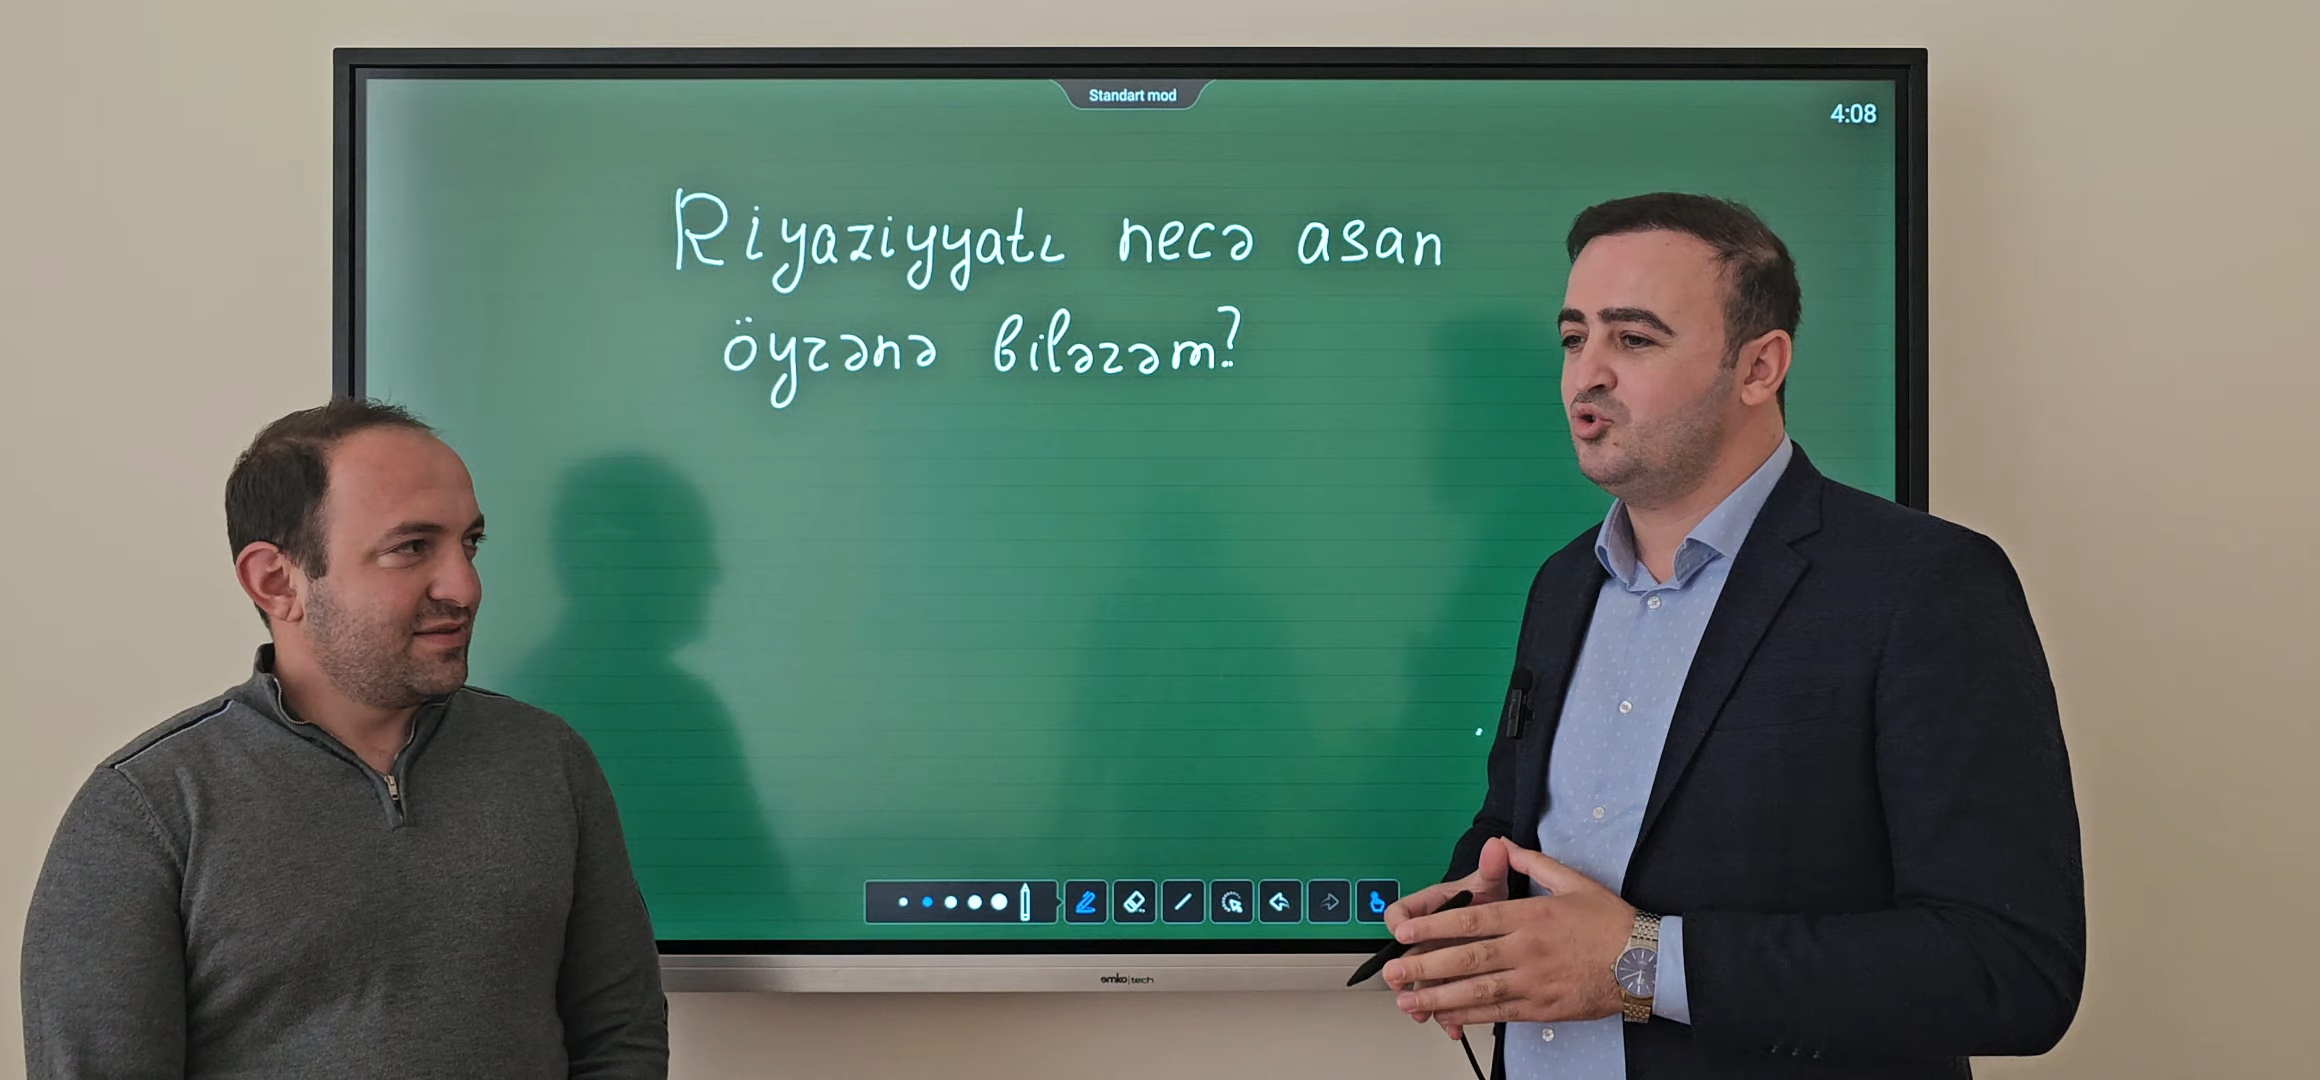 Standart mod
4:08
Riyaziyyatı necə asan
öyrənə bilərəm?
emko|tech